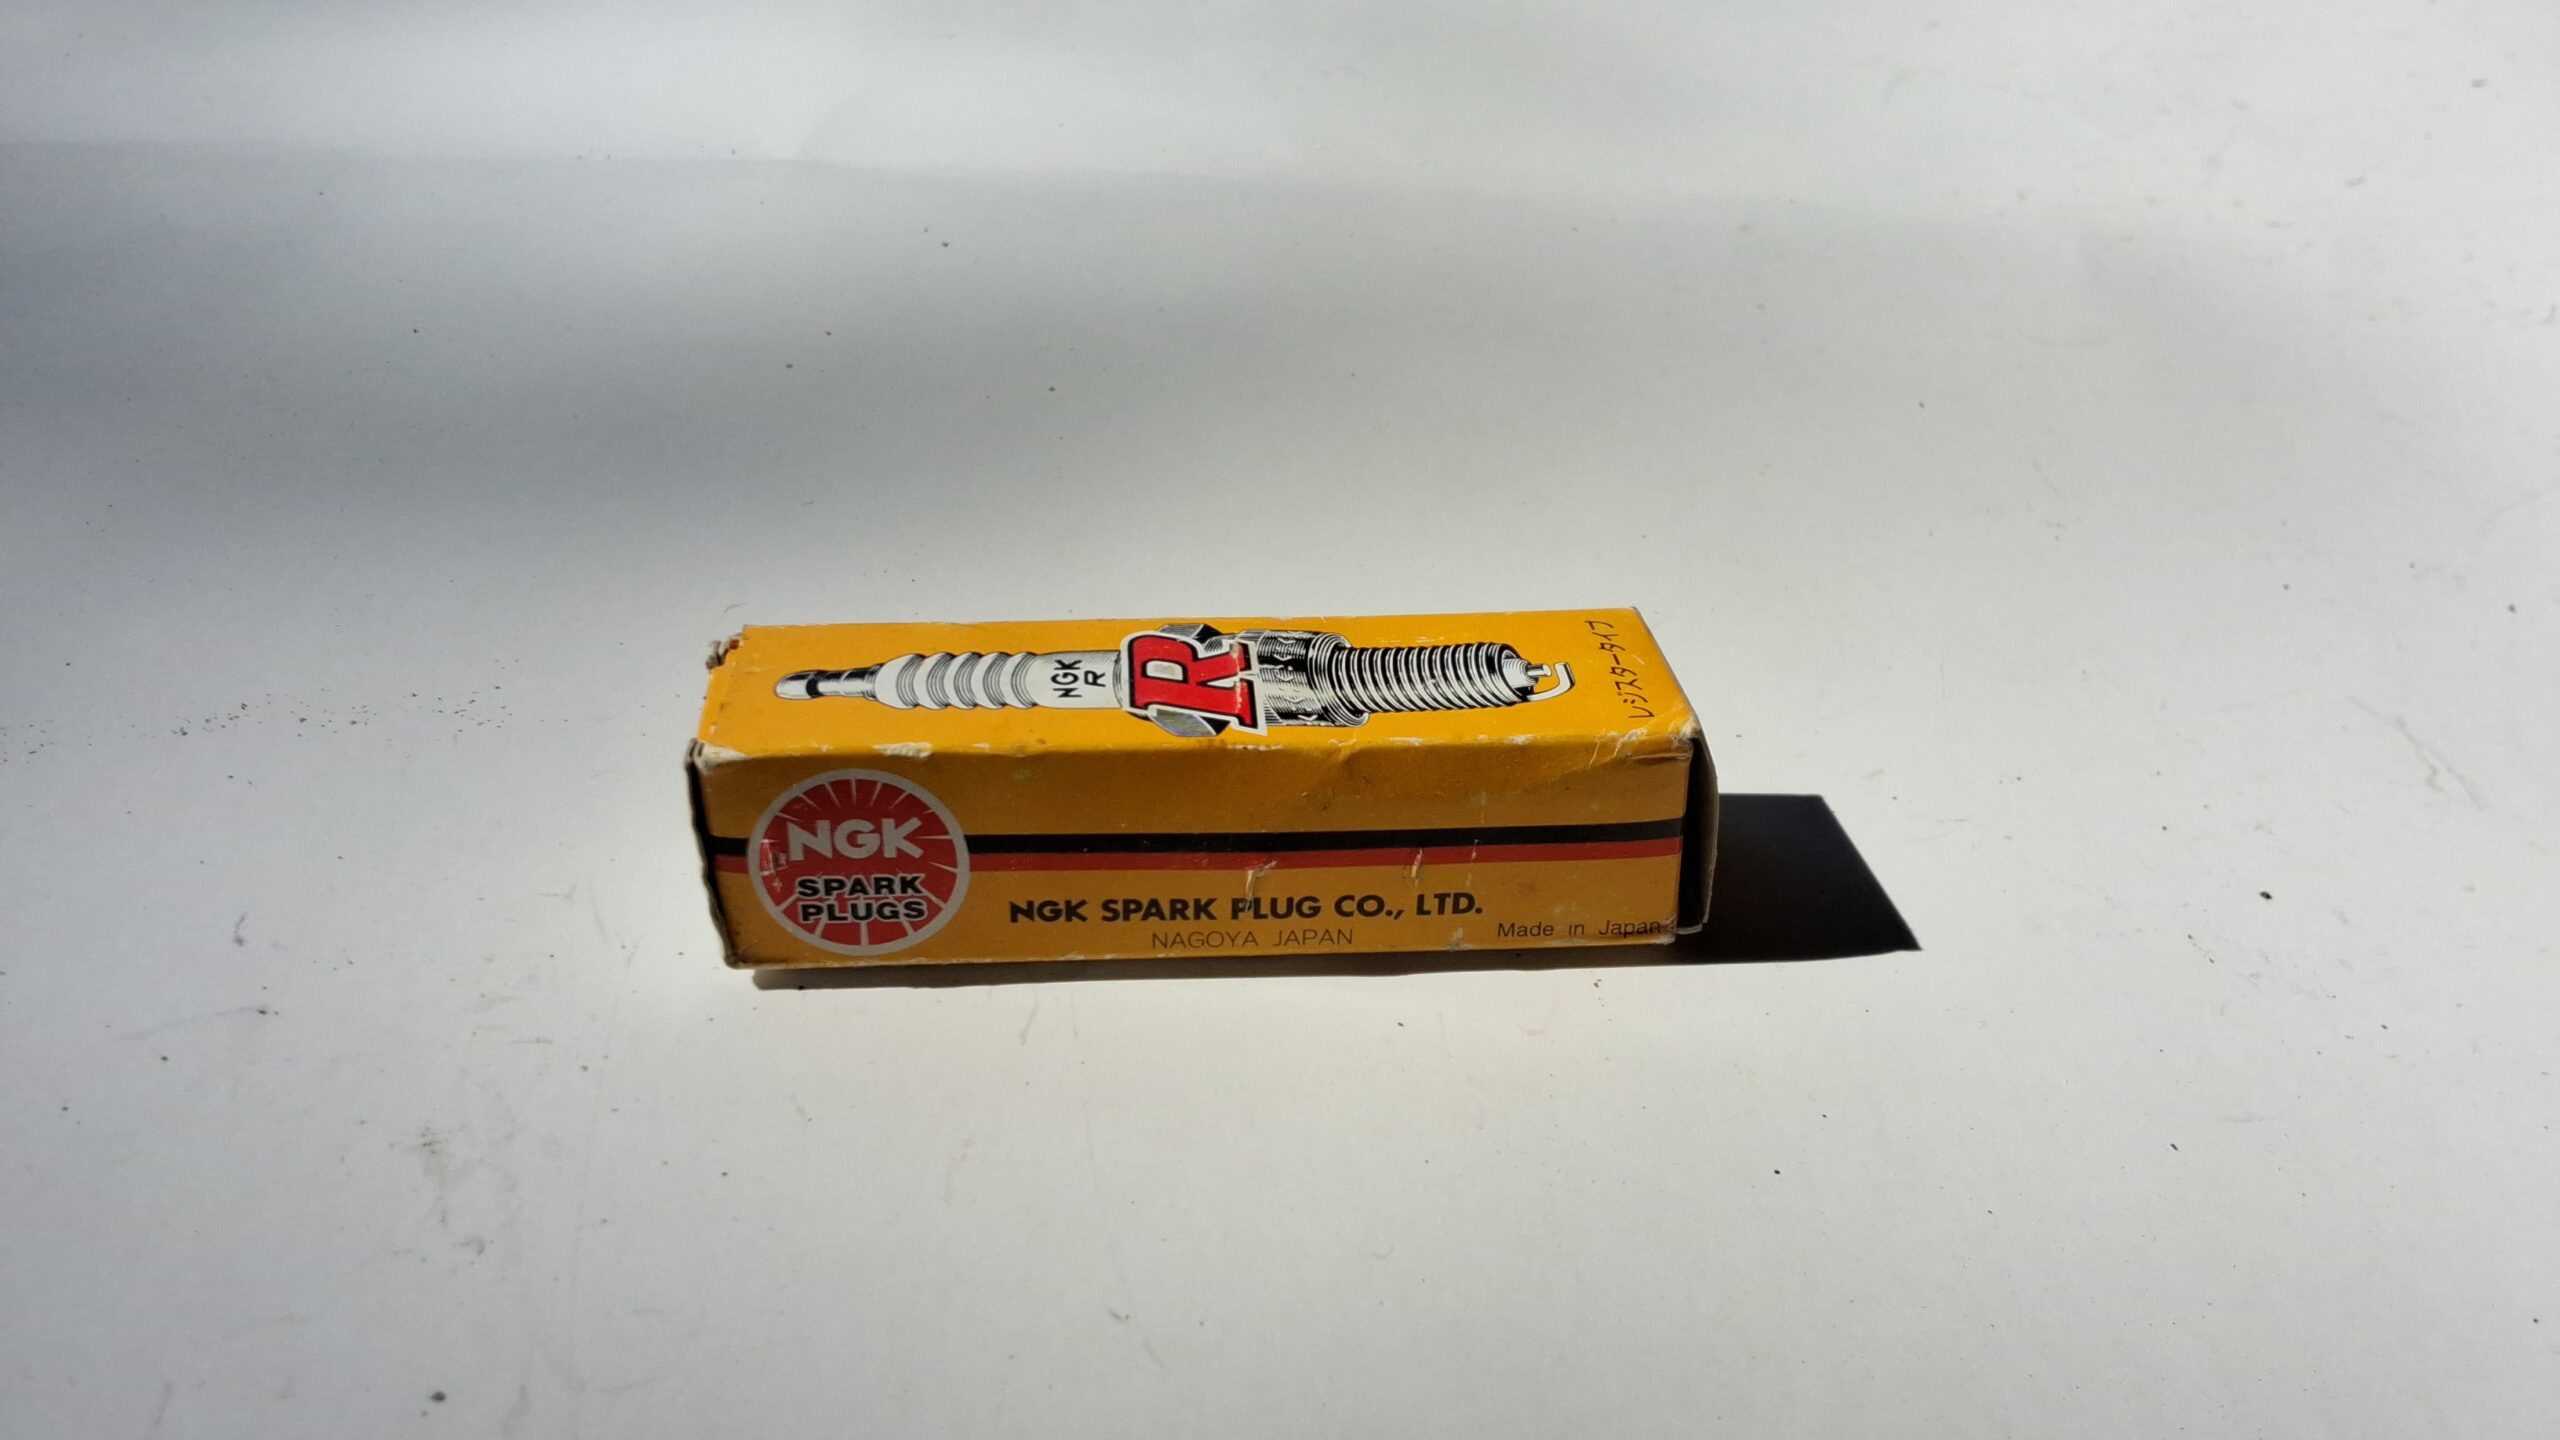 NGK
R
R
レジスタータイプ
NGK
SPARK
PLUGS
NGK SPARK PLUG CO., LTD.
NAGOYA JAPAN
Made in Japan